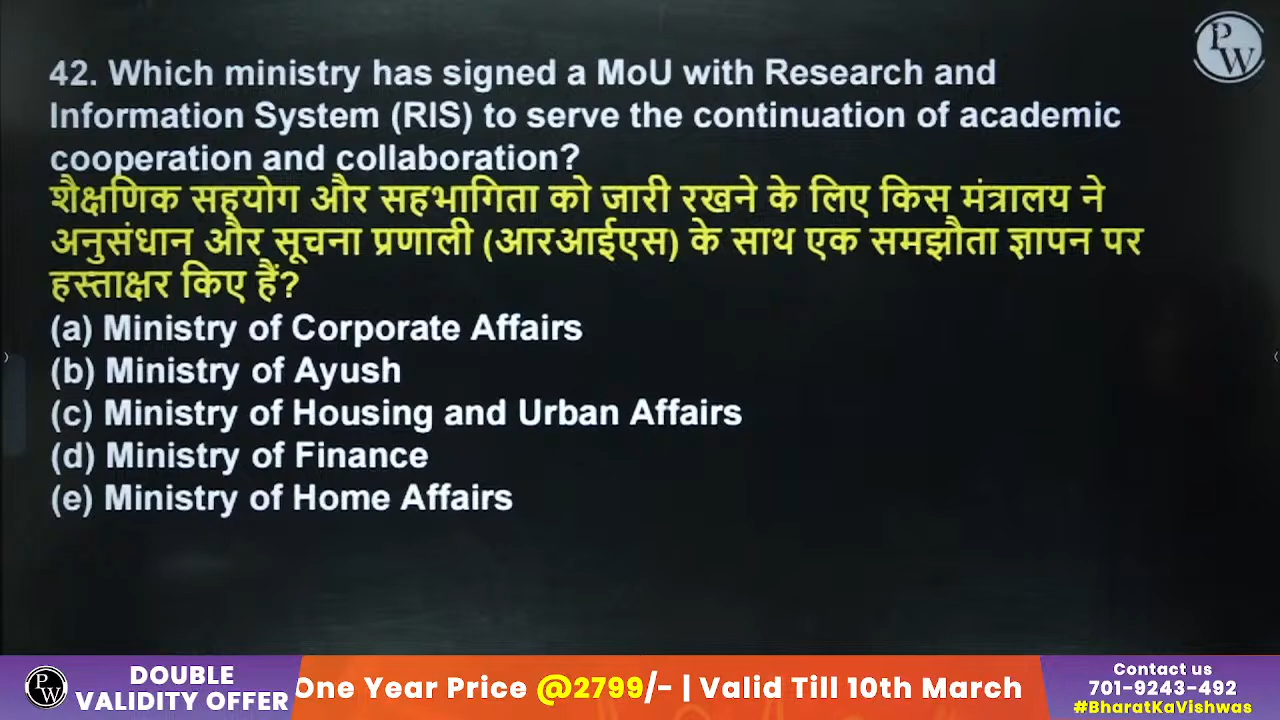 PW
42. Which ministry has signed a MoU with Research and
Information System (RIS) to serve the continuation of academic
cooperation and collaboration?
शैक्षणिक सहयोग और सहभागिता को जारी रखने के लिए किस मंत्रालय ने
अनुसंधान और सूचना प्रणाली (आरआईएस) के साथ एक समझौता ज्ञापन पर
हस्ताक्षर किए हैं?
(a) Ministry of Corporate Affairs
(b) Ministry of Ayush
(c) Ministry of Housing and Urban Affairs
(d) Ministry of Finance
(e) Ministry of Home Affairs
PW
DOUBLE
VALIDITY OFFER
One Year Price @2799/- | Valid Till 10th March
Contact us
701-9243-492
#BharatKaVishwas